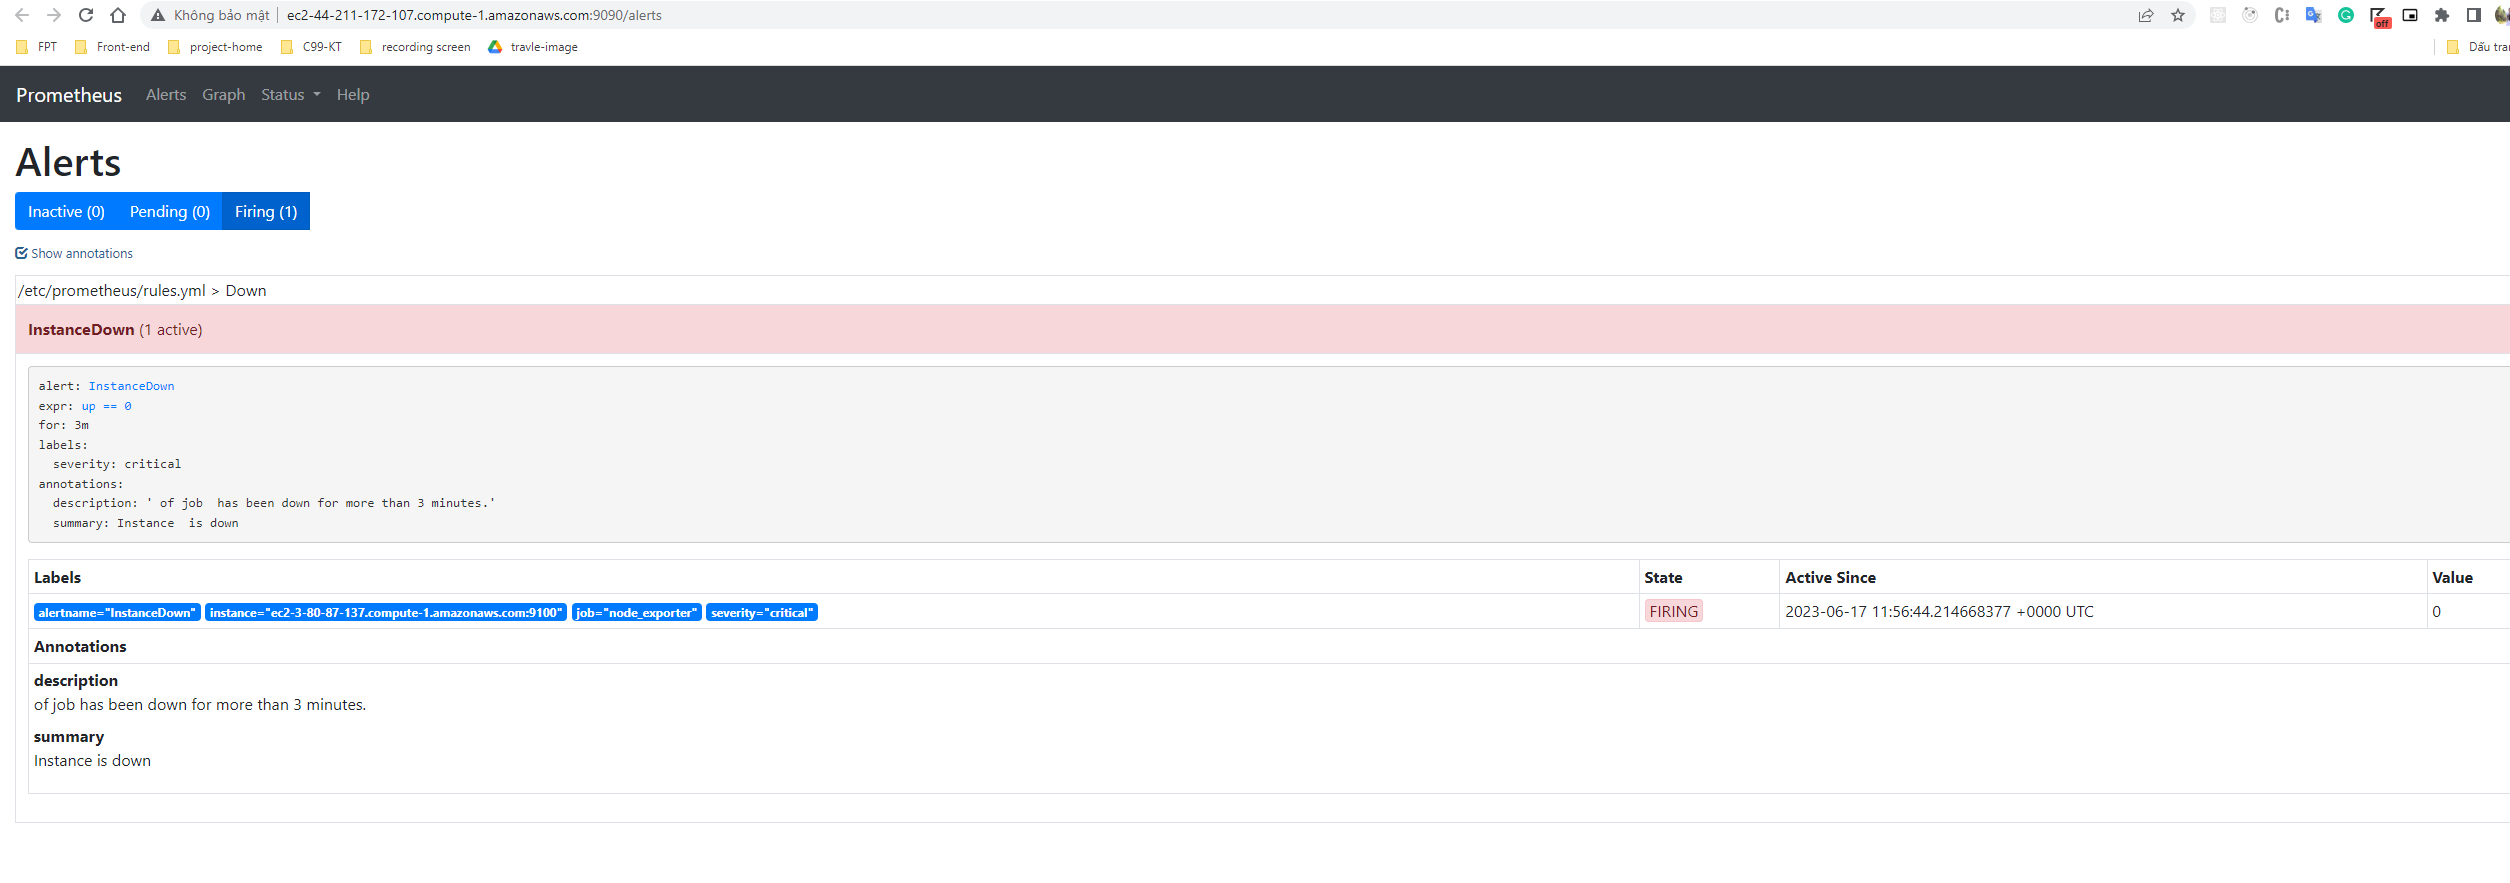 Không bảo mật ec2-44-211-172-107.compute-1.amazonaws.com:9090/alerts
off
FPT Front-end project-home C99-KT recording screen travle-image Dấu
Prometheus Alerts Graph Status Help
Alerts
Inactive (0) Pending (0) Firing (1)
Show annotations
/etc/prometheus/rules.yml > Down
InstanceDown (1 active)
alert: InstanceDown
expr: up == 0
for: 3m
labels:
  severity: critical
annotations:
  description: ' of job  has been down for more than 3 minutes.'
  summary: Instance  is down
Labels State Active Since Value
alertname="InstanceDown" instance="ec2-3-80-87-137.compute-1.amazonaws.com:9100" job="node_exporter" severity="critical" FIRING 2023-06-17 11:56:44.214668377 +0000 UTC 0
Annotations
description
of job has been down for more than 3 minutes.
summary
Instance is down